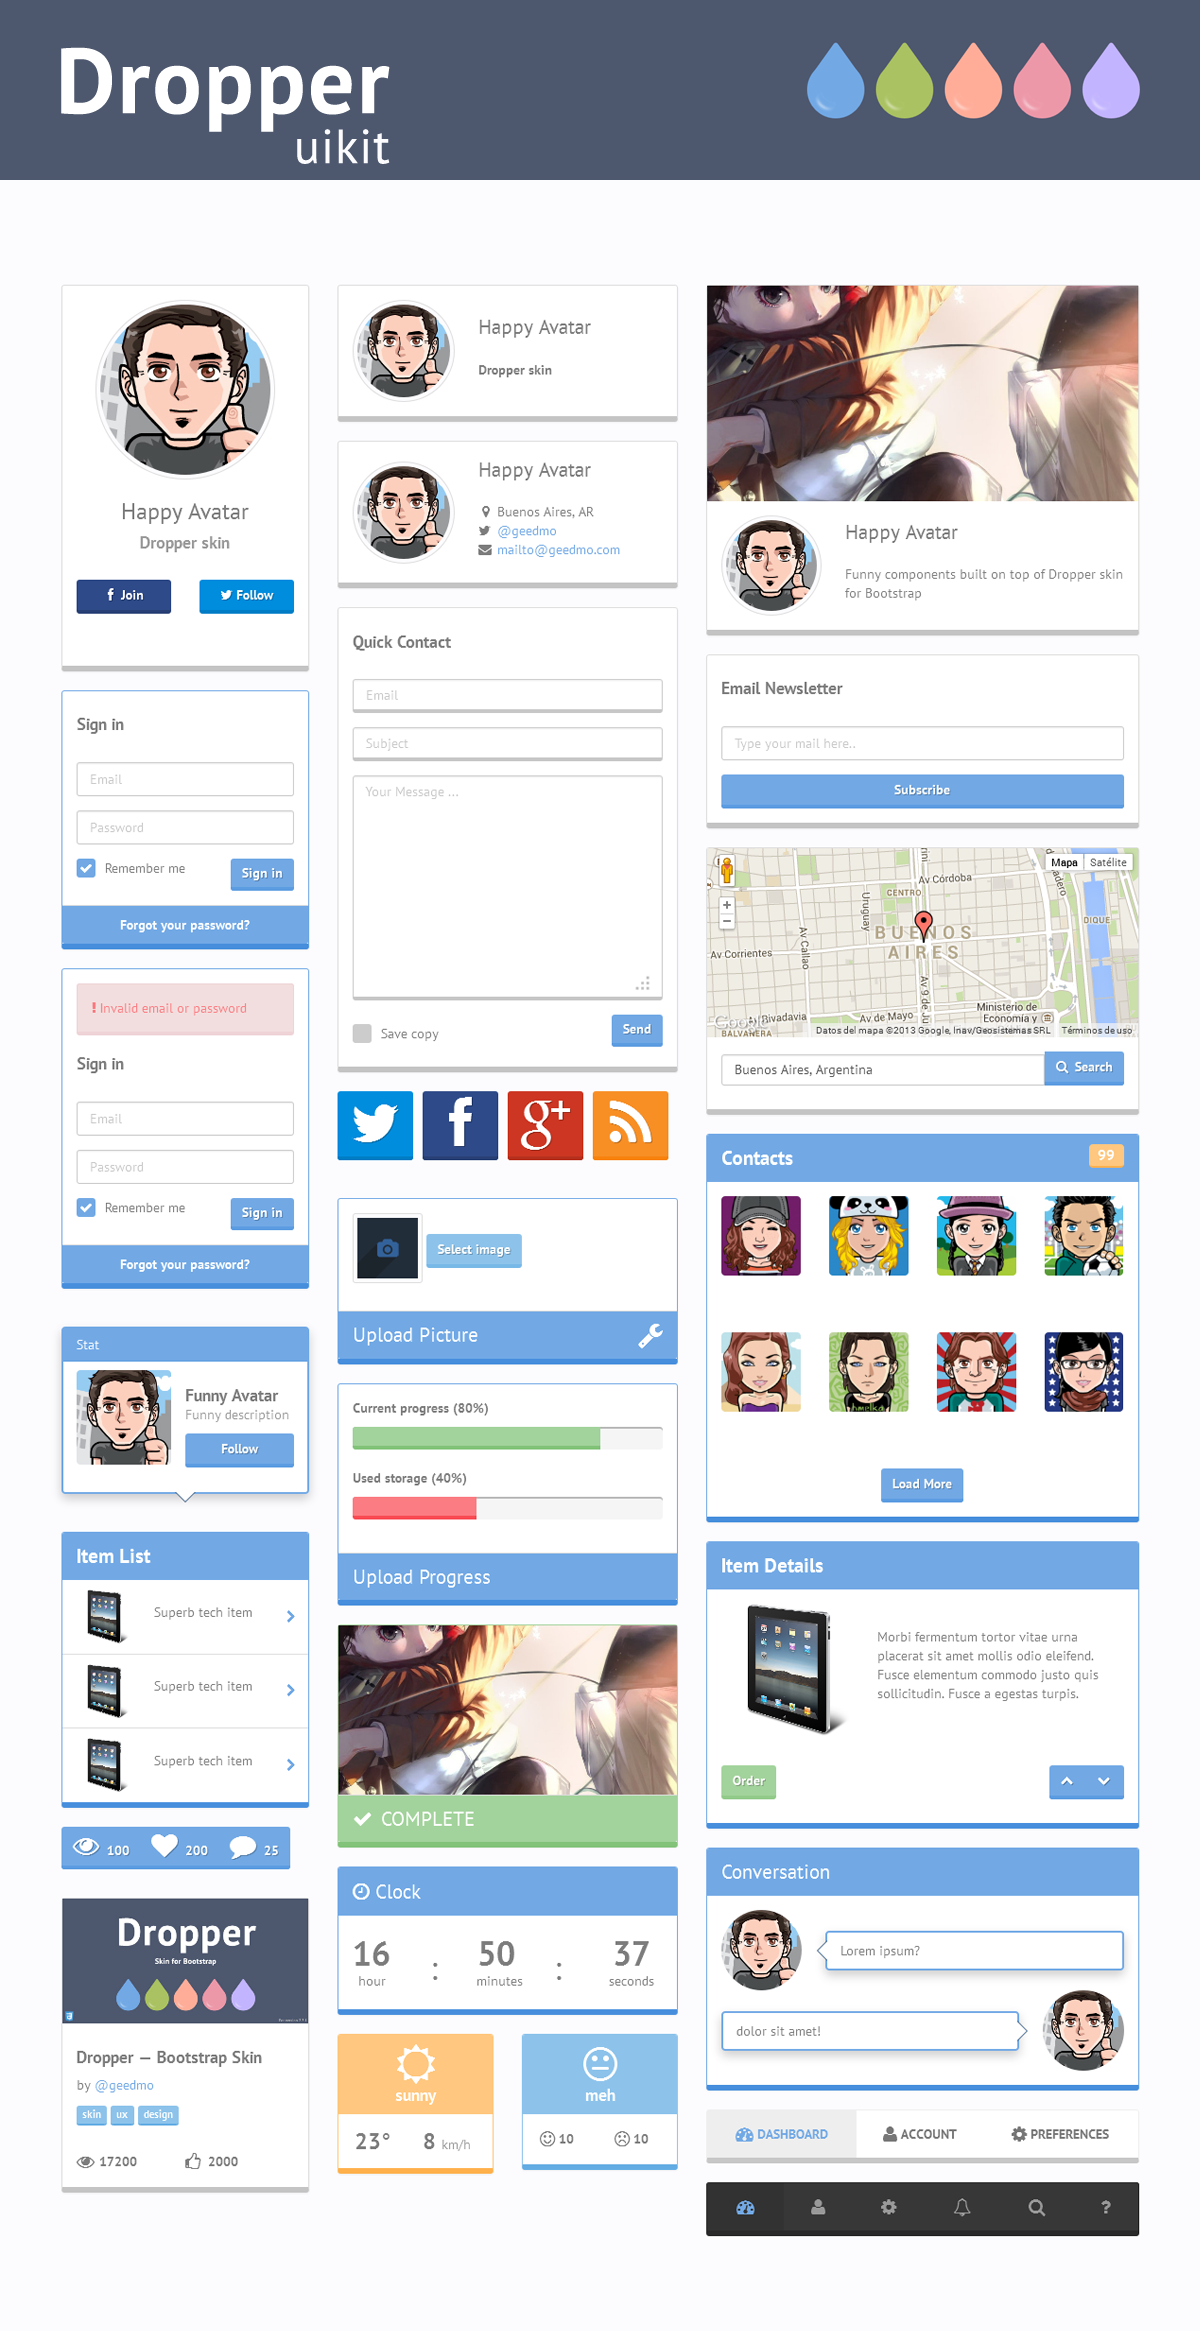 Dropper
uikit
Happy Avatar
Dropper skin
Join
Follow
Sign in
Email
Password
Remember me
Sign in
Forgot your password?
! Invalid email or password
Sign in
Email
Password
Remember me
Sign in
Forgot your password?
Stat
Funny Avatar
Funny description
Follow
Item List
Superb tech item
Superb tech item
Superb tech item
100
200
25
Dropper
Skin for Bootstrap
Dropper — Bootstrap Skin
by @geedmo
skin
ux
design
17200
2000
Happy Avatar
Dropper skin
Happy Avatar
Buenos Aires, AR
@geedmo
mailto@geedmo.com
Quick Contact
Email
Subject
Your Message ...
Save copy
Send
f
g+
Select image
Upload Picture
Current progress (80%)
Used storage (40%)
Upload Progress
COMPLETE
Clock
16 : 50 : 37
hour minutes seconds
sunny
23° 8 km/h
meh
10
10
Happy Avatar
Funny components built on top of Dropper skin
for Bootstrap
Email Newsletter
Type your mail here..
Subscribe
Mapa
Satélite
Av Córdoba
CENTRO
Uruguay
DIQUE
BUENOS
AIRES
Av Callao
Av Corrientes
Av 9 de Ju
Ministerio de
Economía y
Av de Mayo
Rivadavia
BALVANERA
Google
Datos del mapa ©2013 Google, Inav/Geosistemas SRL
Términos de uso
Buenos Aires, Argentina
Search
Contacts
99
Load More
Item Details
Morbi fermentum tortor vitae urna
placerat sit amet mollis odio eleifend.
Fusce elementum commodo justo quis
sollicitudin. Fusce a egestas turpis.
Order
Conversation
Lorem ipsum?
dolor sit amet!
DASHBOARD
ACCOUNT
PREFERENCES
?